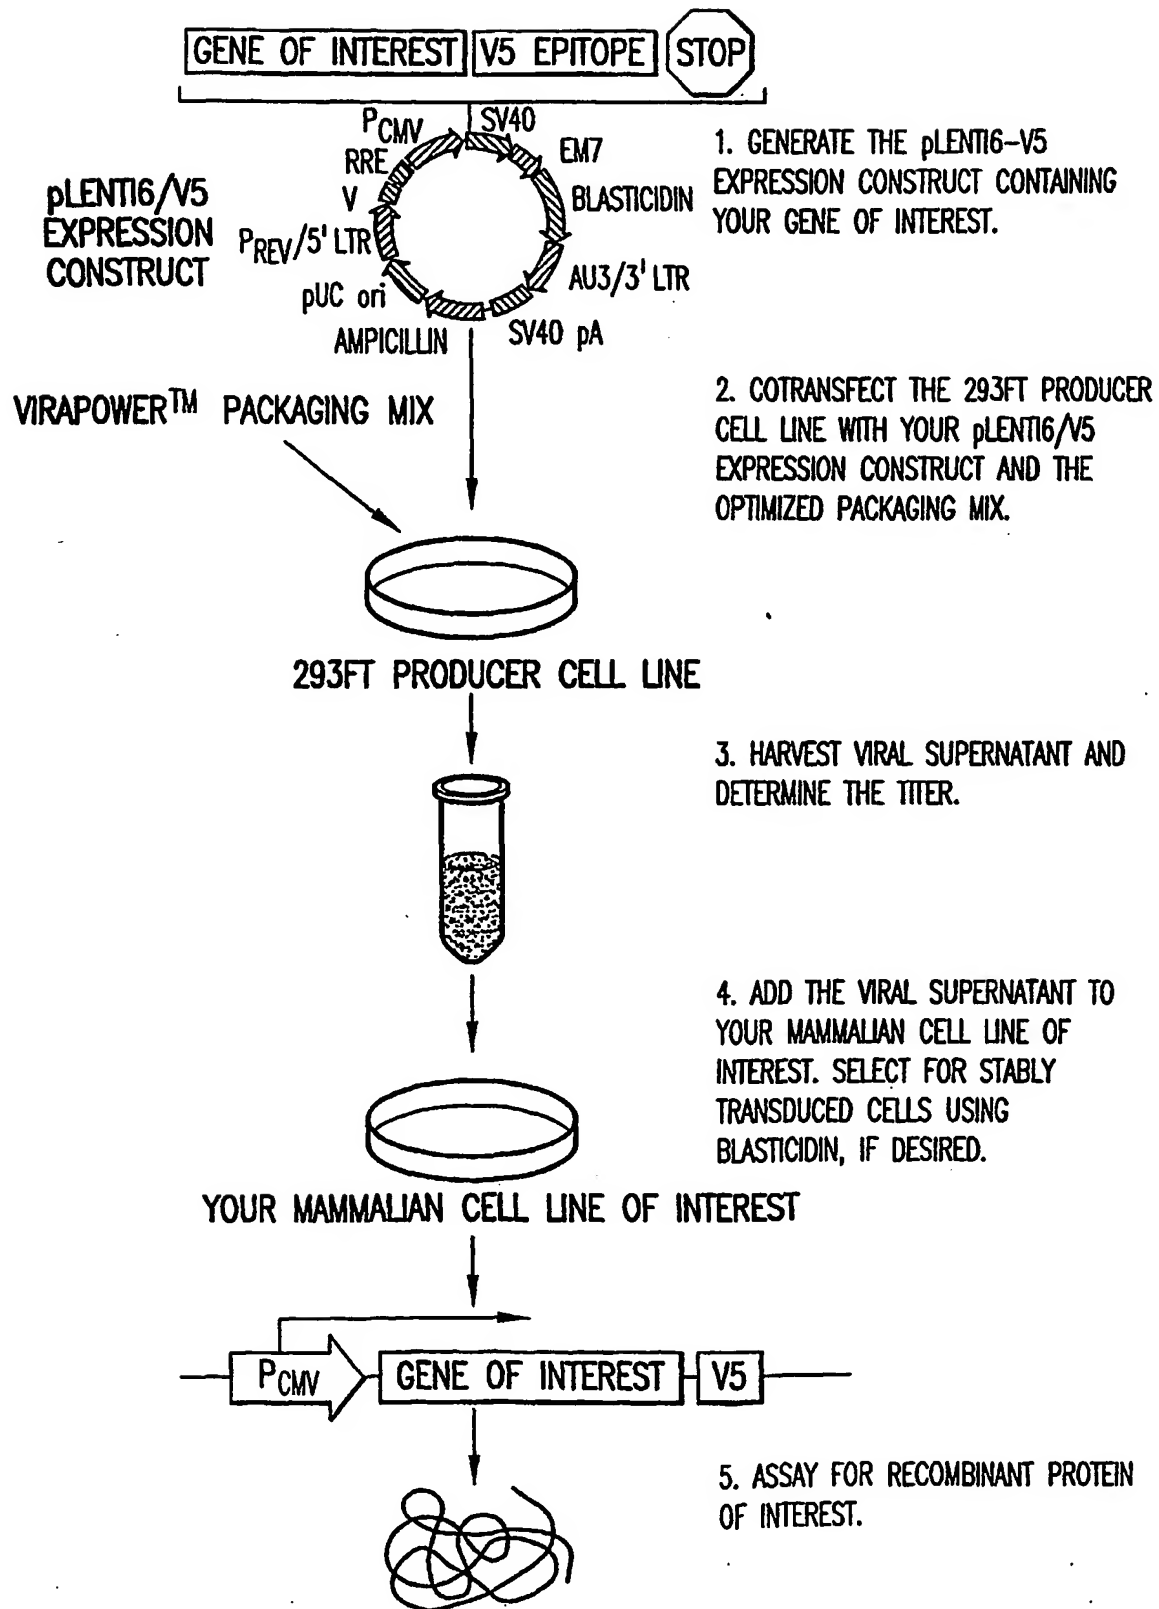 GENE OF INTEREST V5 EPITOPE STOP
PCMV
SV40
RRE
EM7
V
BLASTICIDIN
PREV/5' LTR
AU3/3' LTR
pUC ori
SV40 pA
AMPICILLIN
pLENTI6/V5
EXPRESSION
CONSTRUCT
1. GENERATE THE pLENTI6-V5
EXPRESSION CONSTRUCT CONTAINING
YOUR GENE OF INTEREST.
VIRAPOWER™ PACKAGING MIX
2. COTRANSFECT THE 293FT PRODUCER
CELL LINE WITH YOUR pLENTI6/V5
EXPRESSION CONSTRUCT AND THE
OPTIMIZED PACKAGING MIX.
293FT PRODUCER CELL LINE
3. HARVEST VIRAL SUPERNATANT AND
DETERMINE THE TITER.
4. ADD THE VIRAL SUPERNATANT TO
YOUR MAMMALIAN CELL LINE OF
INTEREST. SELECT FOR STABLY
TRANSDUCED CELLS USING
BLASTICIDIN, IF DESIRED.
YOUR MAMMALIAN CELL LINE OF INTEREST
PCMV GENE OF INTEREST V5
5. ASSAY FOR RECOMBINANT PROTEIN
OF INTEREST.